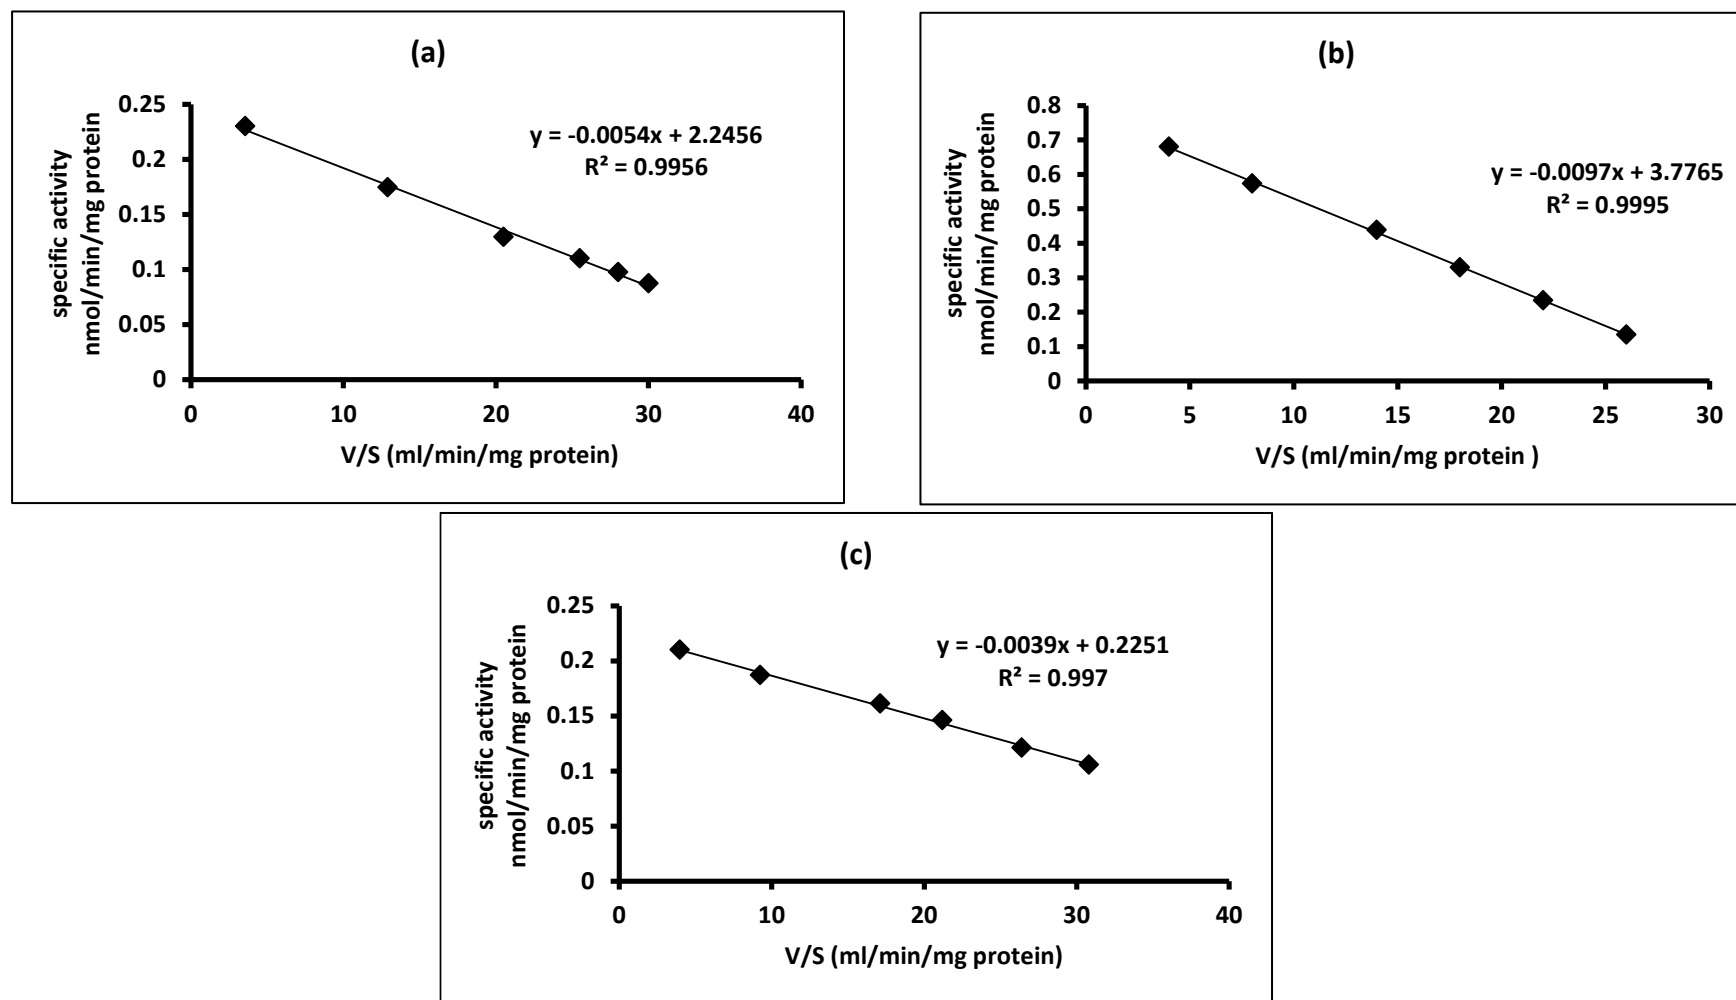 (a)
specific activity
nmol/min/mg protein
0.25
0.2
0.15
0.1
0.05
0
y = -0.0054x + 2.2456
R² = 0.9956
0 10 20 30 40
V/S (ml/min/mg protein)
(b)
specific activity
nmol/min/mg protein
0.8
0.7
0.6
0.5
0.4
0.3
0.2
0.1
0
y = -0.0097x + 3.7765
R² = 0.9995
0 5 10 15 20 25 30
V/S (ml/min/mg protein )
(c)
specific activity
nmol/min/mg protein
0.25
0.2
0.15
0.1
0.05
0
y = -0.0039x + 0.2251
R² = 0.997
0 10 20 30 40
V/S (ml/min/mg protein)